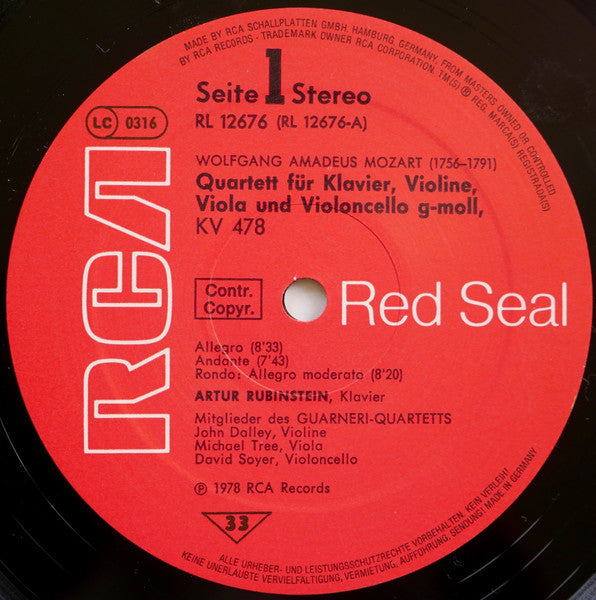 MADE BY RCA SCHALLPLATTEN GMBH, HAMBURG, GERMANY, FROM MASTERS OWNED OR CONTROLLED
BY RCA RECORDS - TRADEMARK OWNER RCA CORPORATION. TM(S) ® REG. MARCA(S) REGISTRADA(S)
Seite 1 Stereo
RL 12676 (RL 12676-A)
LC 0316
WOLFGANG AMADEUS MOZART (1756–1791)
Quartett für Klavier, Violine,
Viola und Violoncello g-moll,
KV 478
RCA
Contr.
Copyr.
Red Seal
Allegro (8'33)
Andante (7'43)
Rondo: Allegro moderato (8'20)
ARTUR RUBINSTEIN, Klavier
Mitglieder des GUARNERI-QUARTETTS
John Dalley, Violine
Michael Tree, Viola
David Soyer, Violoncello
℗ 1978 RCA Records
33
ALLE URHEBER- UND LEISTUNGSSCHUTZRECHTE VORBEHALTEN. KEIN VERLEIH!
KEINE UNERLAUBTE VERVIELFÄLTIGUNG, VERMIETUNG, AUFFÜHRUNG, SENDUNG! MADE IN GERMANY